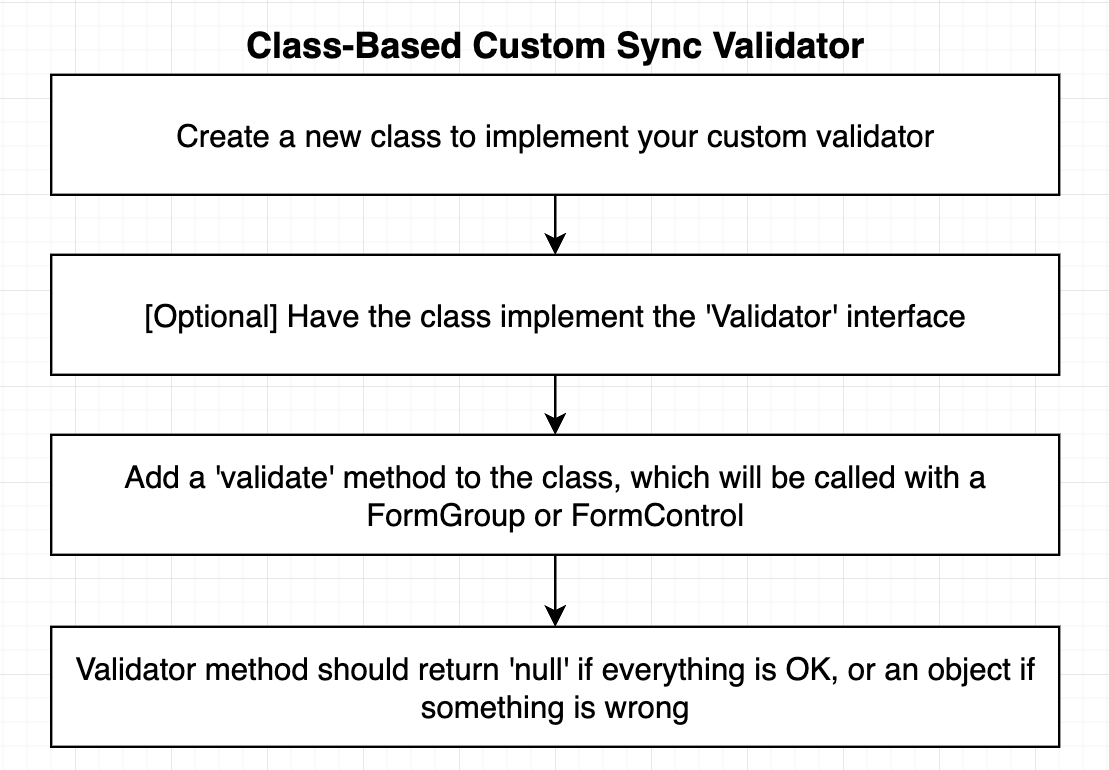 Class-Based Custom Sync Validator
Create a new class to implement your custom validator
[Optional] Have the class implement the 'Validator' interface
Add a 'validate' method to the class, which will be called with a
FormGroup or FormControl
Validator method should return 'null' if everything is OK, or an object if
something is wrong